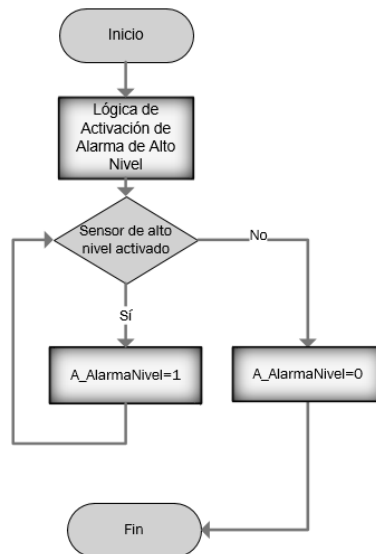 Inicio
Lógica de
Activación de
Alarma de Alto
Nivel
Sensor de alto
nivel activado
No
Sí
A_AlarmaNivel=1
A_AlarmaNivel=0
Fin